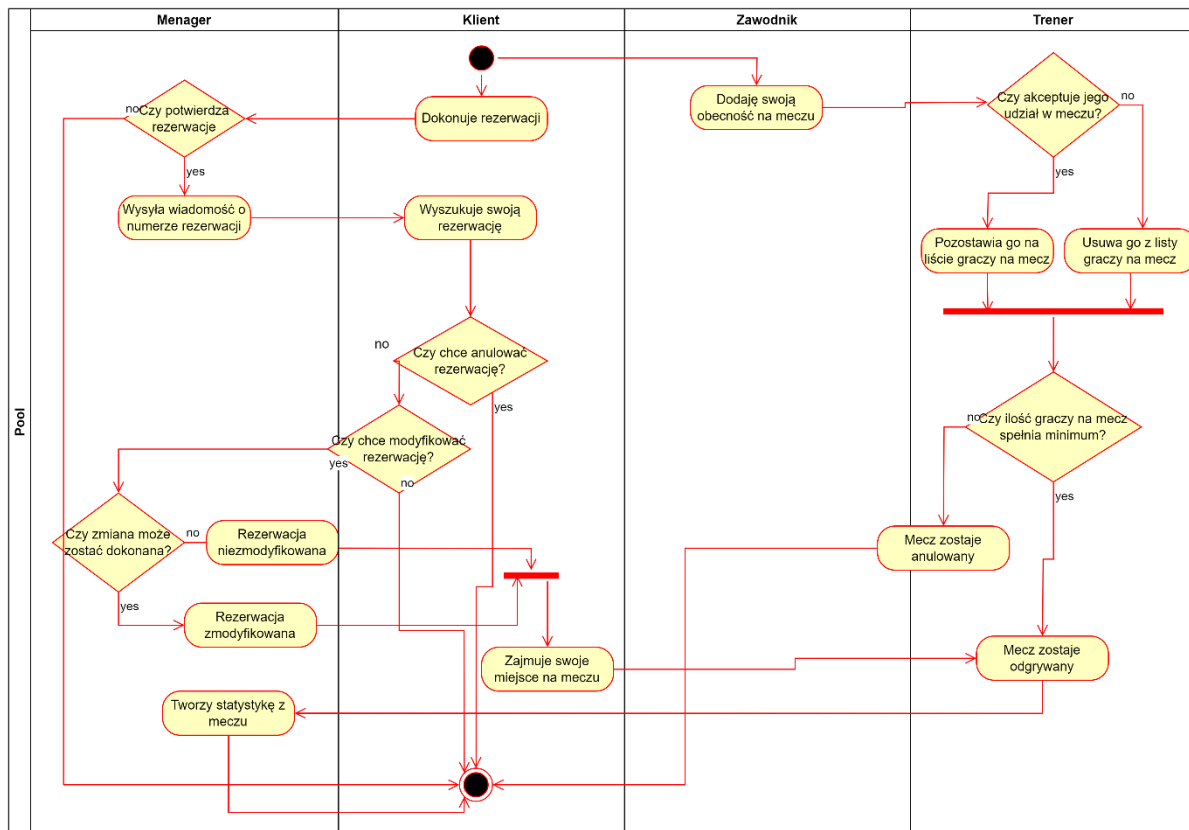 Menager
Klient
Zawodnik
Trener
Pool
no
Czy potwierdza
rezerwacje
yes
Dokonuje rezerwacji
Dodaję swoją
obecność na meczu
Czy akceptuje jego
udział w meczu?
no
yes
Wysyła wiadomość o
numerze rezerwacji
Wyszukuje swoją
rezerwację
Pozostawia go na
liście graczy na mecz
Usuwa go z listy
graczy na mecz
no
Czy chce anulować
rezerwację?
yes
Czy chce modyfikować
rezerwację?
yes
no
no
Czy ilość graczy na mecz
spełnia minimum?
yes
Czy zmiana może
zostać dokonana?
no
yes
Rezerwacja
niezmodyfikowana
Mecz zostaje
anulowany
Rezerwacja
zmodyfikowana
Zajmuje swoje
miejsce na meczu
Mecz zostaje
odgrywany
Tworzy statystykę z
meczu